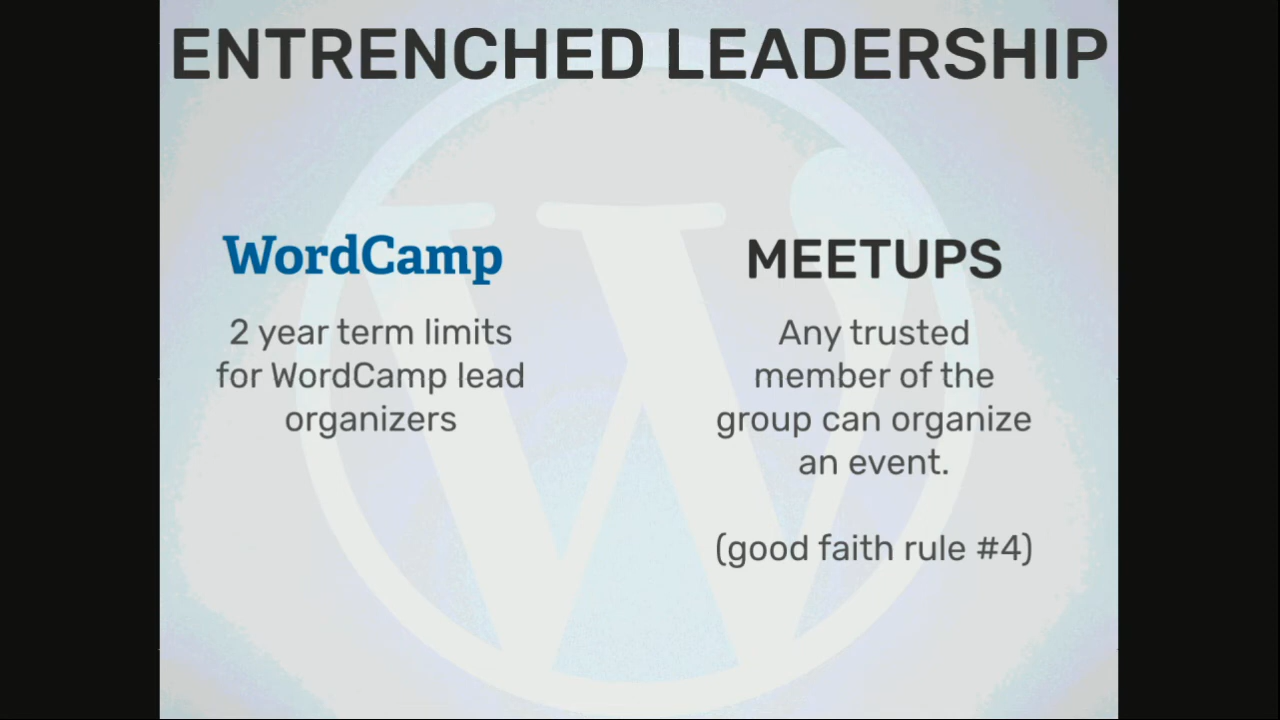 ENTRENCHED LEADERSHIP
WordCamp
2 year term limits
for WordCamp lead
organizers
MEETUPS
Any trusted
member of the
group can organize
an event.
(good faith rule #4)